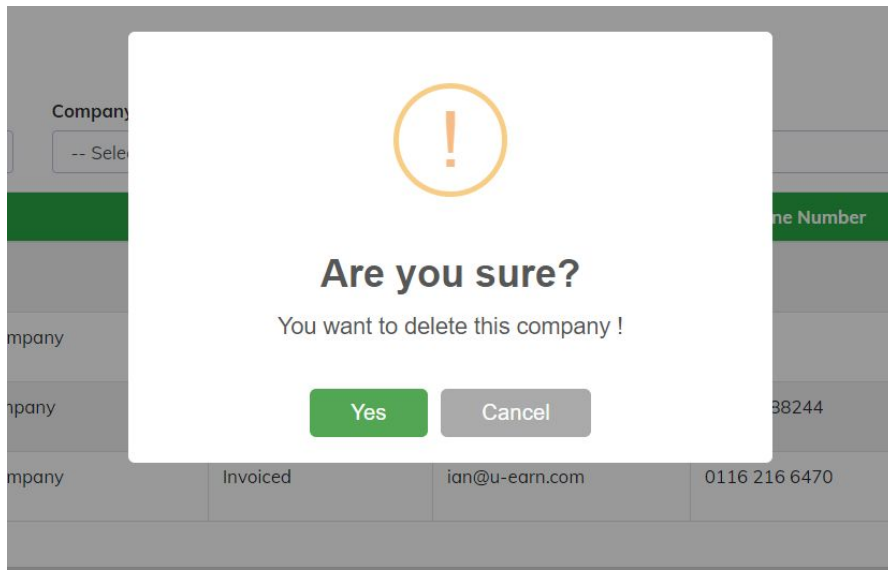 Company
-- Sele
ne Number
!
Are you sure?
You want to delete this company !
mpany
npany
Yes
Cancel
88244
mpany
Invoiced
ian@u-earn.com
0116 216 6470